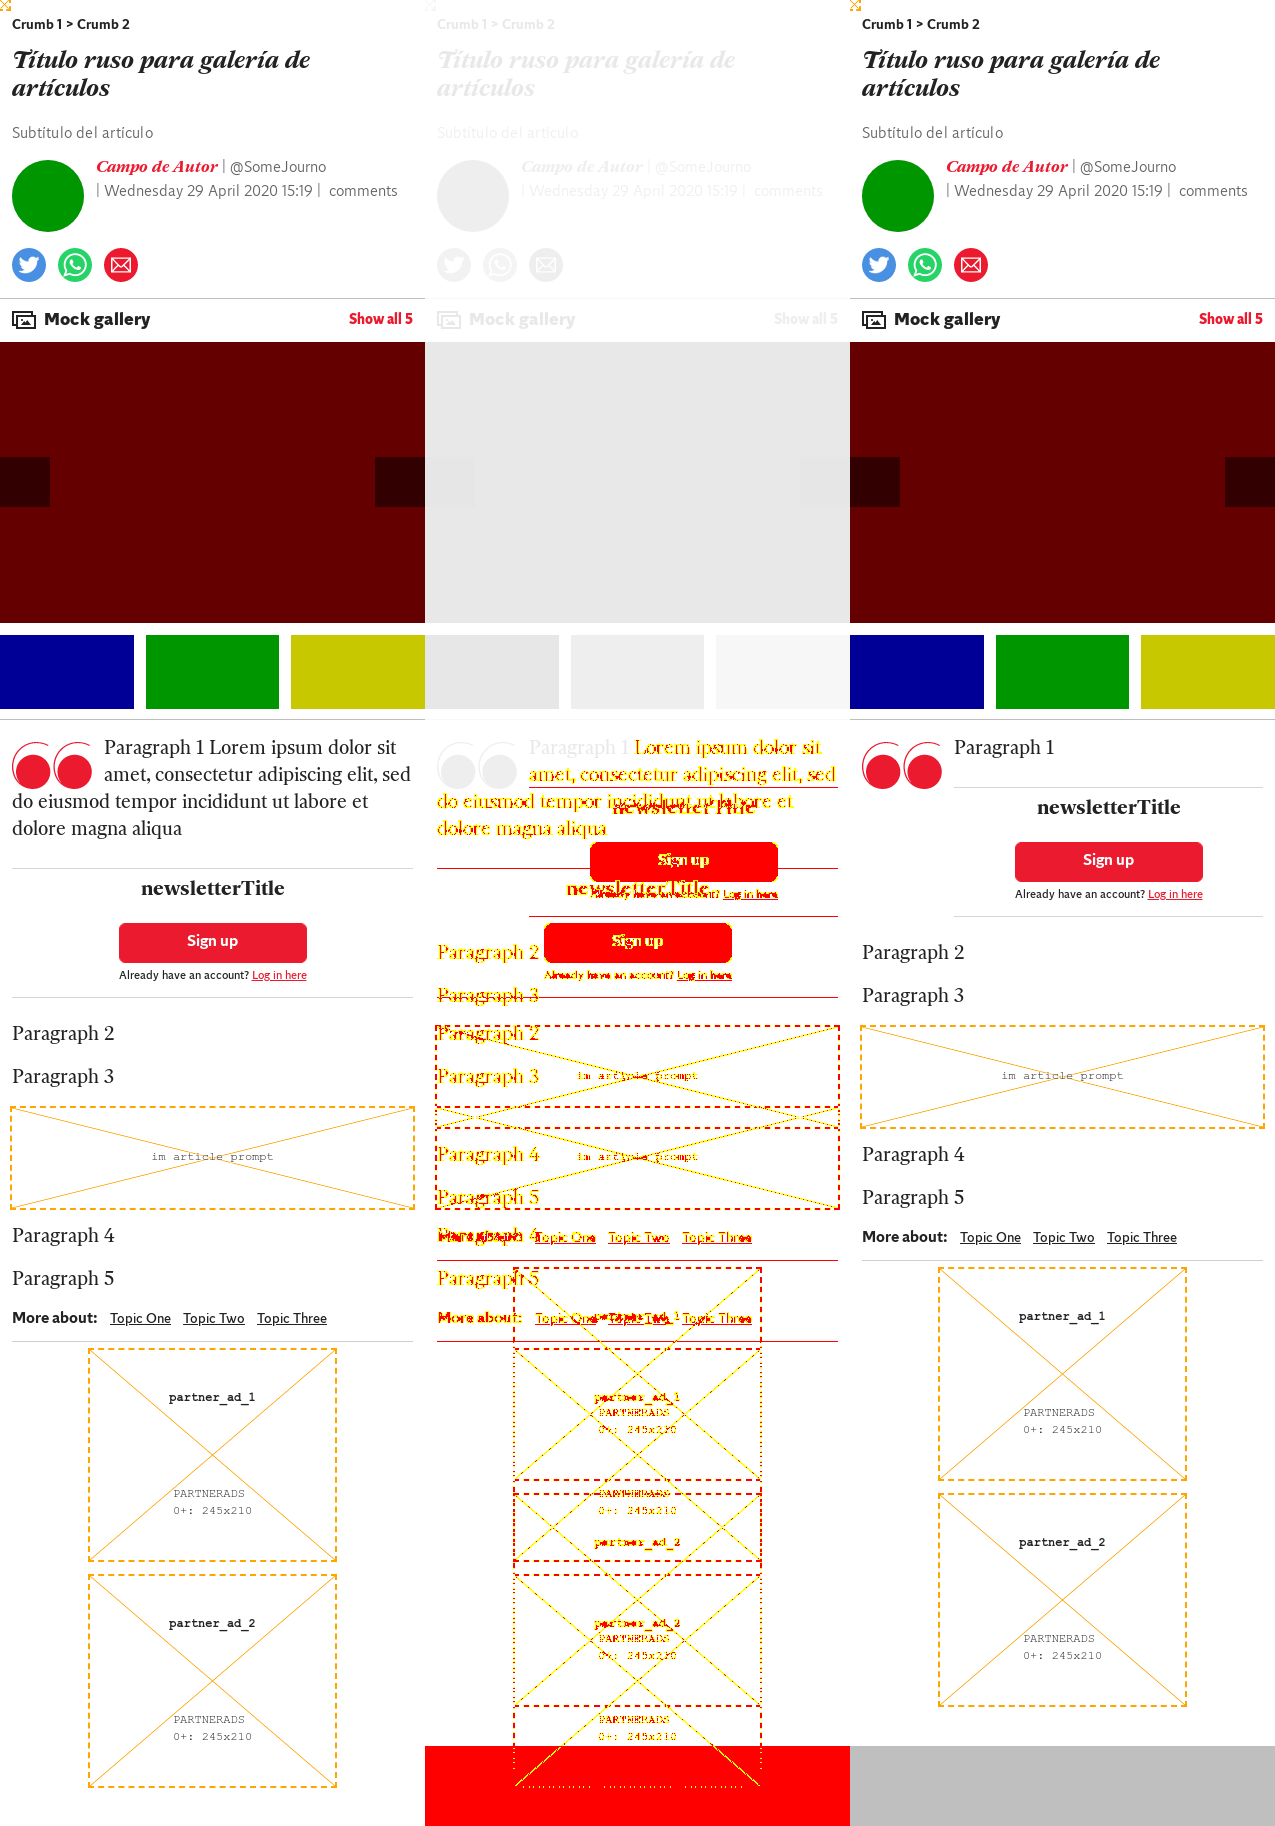 Crumb 1 > Crumb 2
Título ruso para galería de
artículos
Subtítulo del artículo
Campo de Autor | @SomeJourno
| Wednesday 29 April 2020 15:19 | comments
Mock gallery
Show all 5
Paragraph 1 Lorem ipsum dolor sit
amet, consectetur adipiscing elit, sed
do eiusmod tempor incididunt ut labore et
dolore magna aliqua
newsletterTitle
Sign up
Already have an account? Log in here
Paragraph 2
Paragraph 3
im article prompt
Paragraph 4
Paragraph 5
More about: Topic One Topic Two Topic Three
partner_ad_1
PARTNERADS
0+: 245x210
partner_ad_2
PARTNERADS
0+: 245x210
Crumb 1 > Crumb 2
Título ruso para galería de
artículos
Subtítulo del artículo
Campo de Autor | @SomeJourno
| Wednesday 29 April 2020 15:19 | comments
Mock gallery
Show all 5
Paragraph 1 Lorem ipsum dolor sit
amet, consectetur adipiscing elit, sed
do eiusmod tempor incididunt ut labore et
newsletterTitle
dolore magna aliqua
Sign up
newsletterTitle
Already have an account? Log in here
Sign up
Paragraph 2
Already have an account? Log in here
Paragraph 3
Paragraph 2
Paragraph 3
im article prompt
Paragraph 4
im article prompt
Paragraph 5
Paragraph 4
More about: Topic One Topic Two Topic Three
Paragraph 5
partner_ad_1
More about: Topic One Topic Two Topic Three
partner_ad_1
PARTNERADS
0+: 245x210
PARTNERADS
0+: 245x210
partner_ad_2
partner_ad_2
PARTNERADS
0+: 245x210
PARTNERADS
0+: 245x210
Crumb 1 > Crumb 2
Título ruso para galería de
artículos
Subtítulo del artículo
Campo de Autor | @SomeJourno
| Wednesday 29 April 2020 15:19 | comments
Mock gallery
Show all 5
Paragraph 1
newsletterTitle
Sign up
Already have an account? Log in here
Paragraph 2
Paragraph 3
im article prompt
Paragraph 4
Paragraph 5
More about: Topic One Topic Two Topic Three
partner_ad_1
PARTNERADS
0+: 245x210
partner_ad_2
PARTNERADS
0+: 245x210